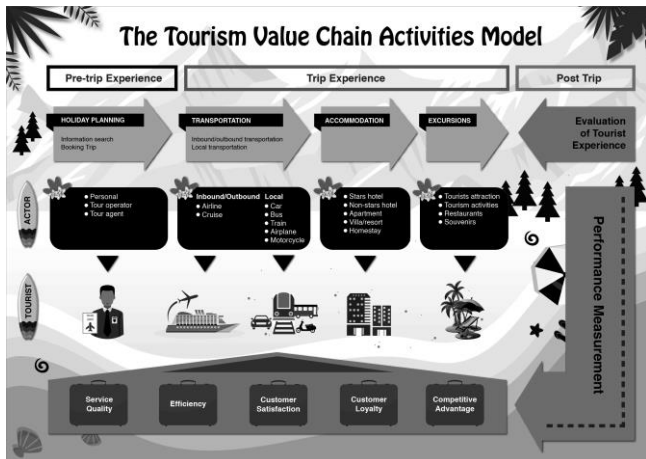 The Tourism Value Chain Activities Model
Pre-trip Experience
Trip Experience
Post Trip
HOLIDAY PLANNING
Information search
Booking Trip
TRANSPORTATION
Inbound/outbound transportation
Local transportation
ACCOMMODATION
EXCURSIONS
Evaluation
of Tourist
Experience
ACTOR
Personal
Tour operator
Tour agent
Inbound/Outbound
Airline
Cruise
Local
Car
Bus
Train
Airplane
Motorcycle
Stars hotel
Non-stars hotel
Apartment
Villa/resort
Homestay
Tourists attraction
Tourism activities
Restaurants
Souvenirs
Performance Measurement
TOURIST
Service
Quality
Efficiency
Customer
Satisfaction
Customer
Loyalty
Competitive
Advantage